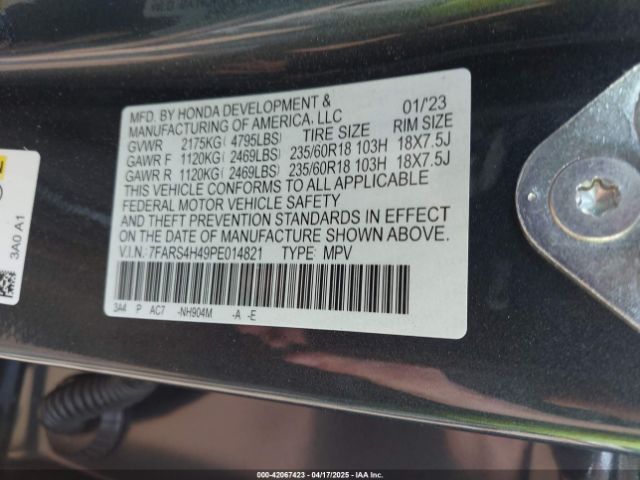 MFD. BY HONDA DEVELOPMENT &
MANUFACTURING OF AMERICA, LLC 01/'23
GVWR 2175KG( 4795LBS) TIRE SIZE RIM SIZE
GAWR F 1120KG( 2469LBS) 235/60R18 103H 18X7.5J
GAWR R 1120KG( 2469LBS) 235/60R18 103H 18X7.5J
THIS VEHICLE CONFORMS TO ALL APPLICABLE
FEDERAL MOTOR VEHICLE SAFETY
AND THEFT PREVENTION STANDARDS IN EFFECT
ON THE DATE OF MANUFACTURE SHOWN ABOVE.
V.I.N.: 7FARS4H49PE014821 TYPE: MPV
3A4 P AC7 -NH904M -A -E
3A0 A1
000-42067423 - 04/17/2025 - IAA Inc.